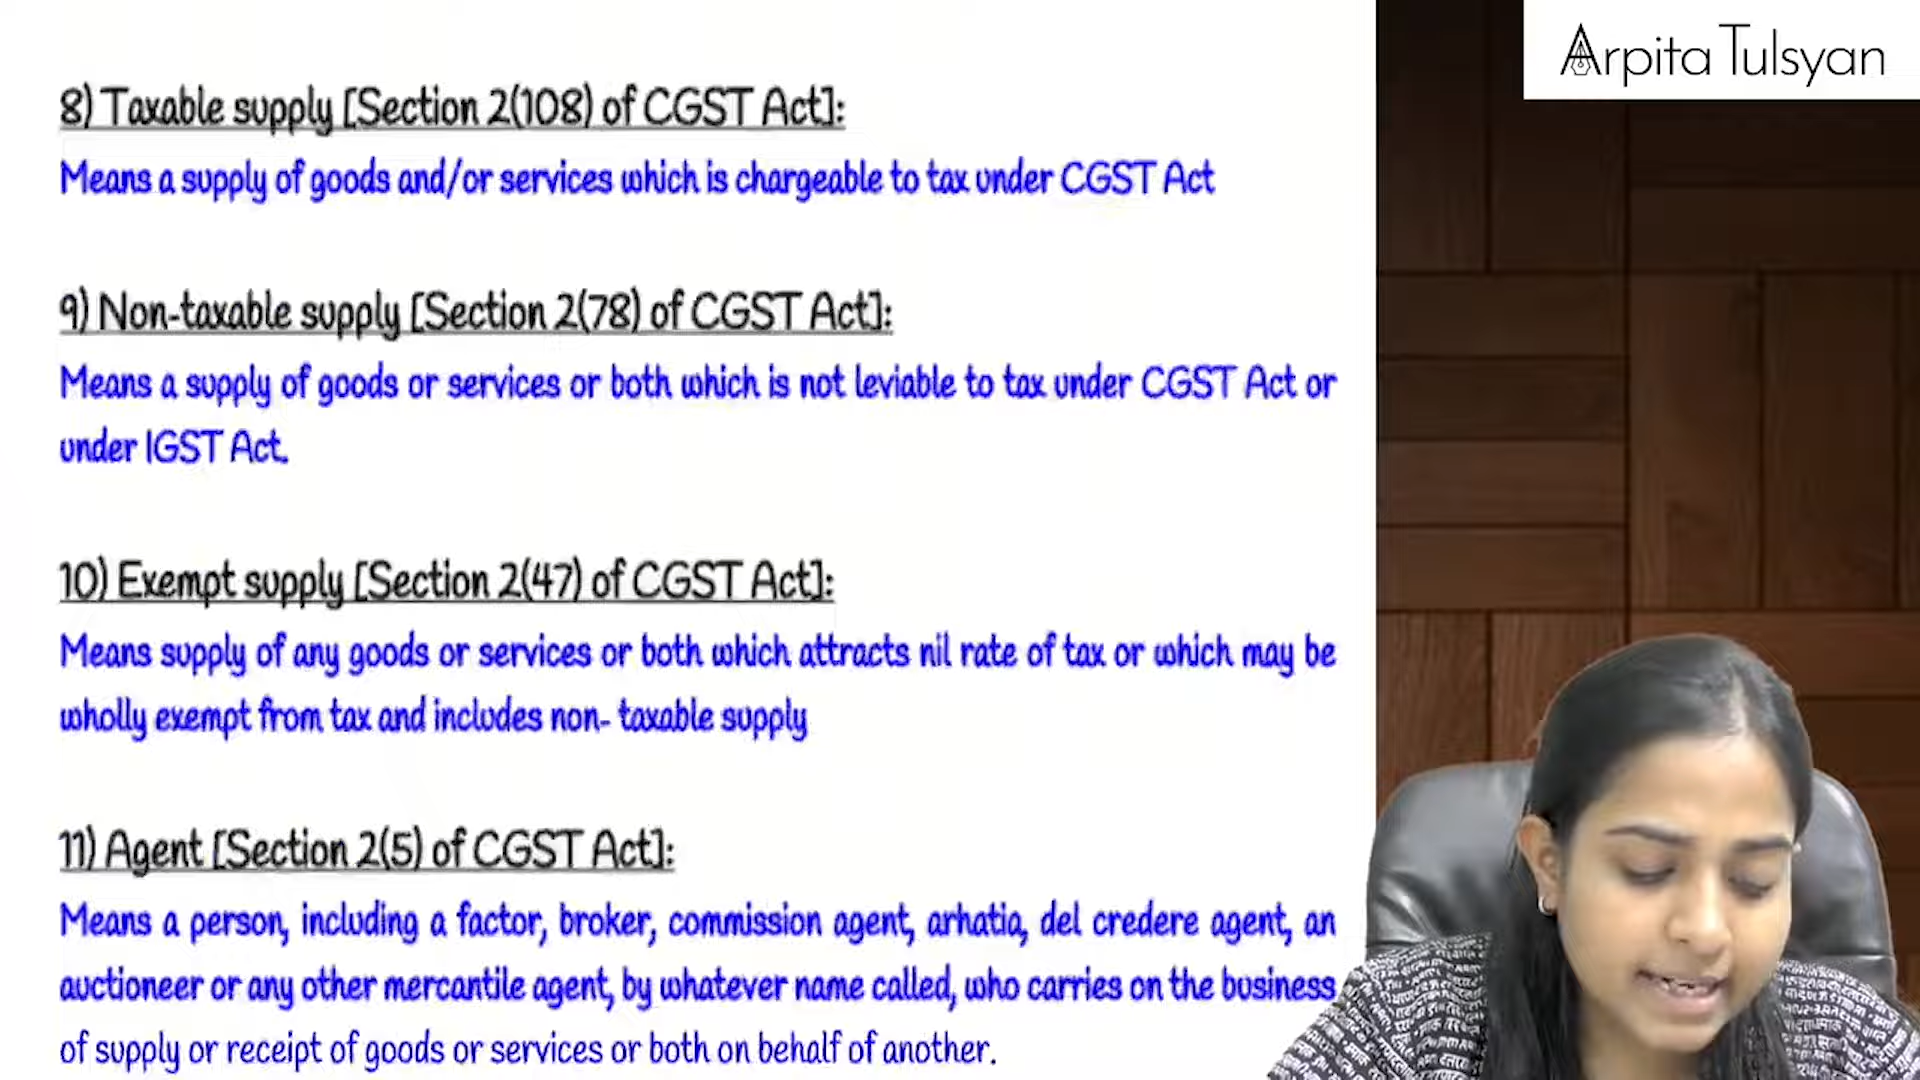 Arpita Tulsyan
8) Taxable supply [Section 2(108) of CGST Act]:
Means a supply of goods and/or services which is chargeable to tax under CGST Act
9) Non-taxable supply [Section 2(78) of CGST Act]:
Means a supply of goods or services or both which is not leviable to tax under CGST Act or
under IGST Act.
10) Exempt supply [Section 2(47) of CGST Act]:
Means supply of any goods or services or both which attracts nil rate of tax or which may be
wholly exempt from tax and includes non- taxable supply
11) Agent [Section 2(5) of CGST Act]:
Means a person, including a factor, broker, commission agent, arhatia, del credere agent, an
auctioneer or any other mercantile agent, by whatever name called, who carries on the business
of supply or receipt of goods or services or both on behalf of another.